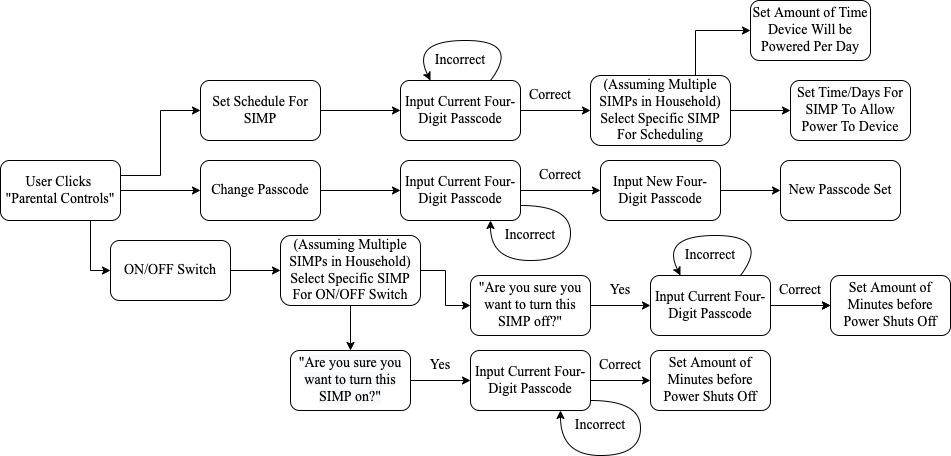 Set Amount of Time
Device Will be
Powered Per Day
Incorrect
Set Schedule For
SIMP
Input Current Four-
Digit Passcode
Correct
(Assuming Multiple
SIMPs in Household)
Select Specific SIMP
For Scheduling
Set Time/Days For
SIMP To Allow
Power To Device
User Clicks
"Parental Controls"
Change Passcode
Input Current Four-
Digit Passcode
Correct
Incorrect
Input New Four-
Digit Passcode
New Passcode Set
ON/OFF Switch
(Assuming Multiple
SIMPs in Household)
Select Specific SIMP
For ON/OFF Switch
"Are you sure you
want to turn this
SIMP off?"
Yes
Incorrect
Input Current Four-
Digit Passcode
Correct
Set Amount of
Minutes before
Power Shuts Off
"Are you sure you
want to turn this
SIMP on?"
Yes
Input Current Four-
Digit Passcode
Correct
Incorrect
Set Amount of
Minutes before
Power Shuts Off